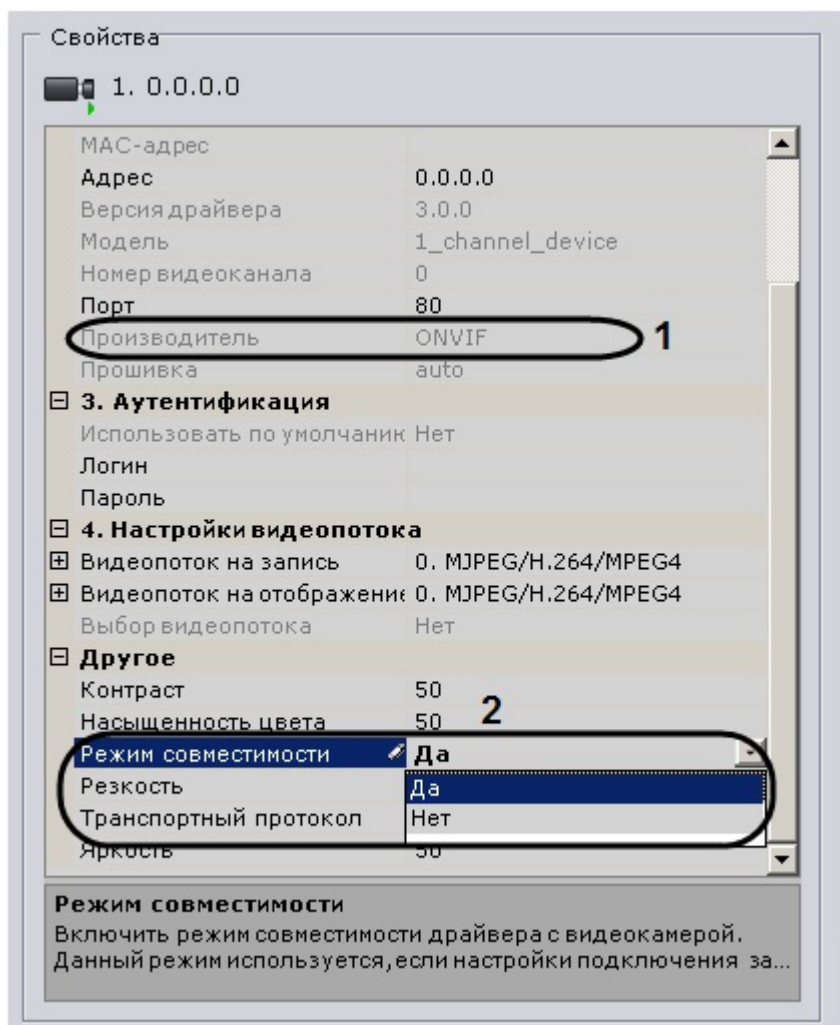 Свойства
1. 0.0.0.0
MAC-адрес
Адрес 0.0.0.0
Версия драйвера 3.0.0
Модель 1_channel_device
Номер видеоканала 0
Порт 80
Производитель ONVIF 1
Прошивка auto
3. Аутентификация
Использовать по умолчаник Нет
Логин
Пароль
4. Настройки видеопотока
Видеопоток на запись 0. MJPEG/H.264/MPEG4
Видеопоток на отображение 0. MJPEG/H.264/MPEG4
Выбор видеопотока Нет
Другое
Контраст 50
2
Насыщенность цвета 50
Режим совместимости Да
Резкость Да
Транспортный протокол Нет
Яркость 50
Режим совместимости
Включить режим совместимости драйвера с видеокамерой.
Данный режим используется, если настройки подключения за...